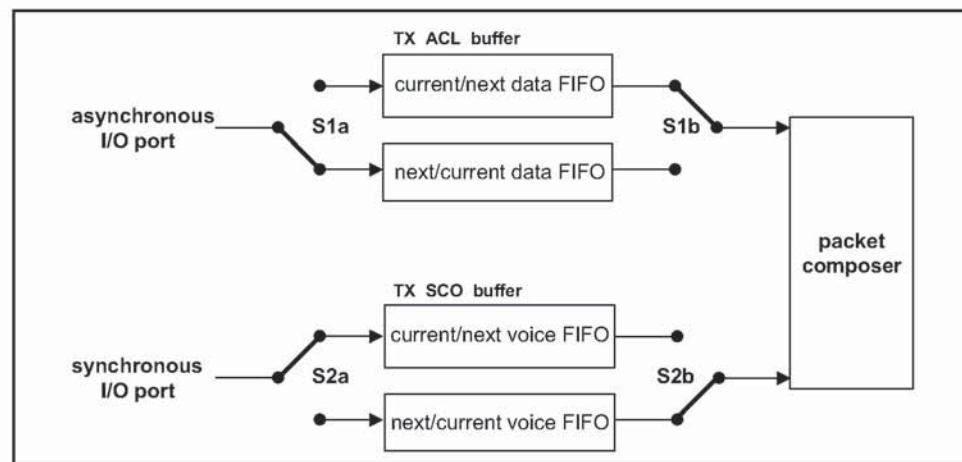 TX ACL buffer
current/next data FIFO
asynchronous
I/O port
S1a
S1b
next/current data FIFO
packet
composer
TX SCO buffer
current/next voice FIFO
synchronous
I/O port
S2a
S2b
next/current voice FIFO